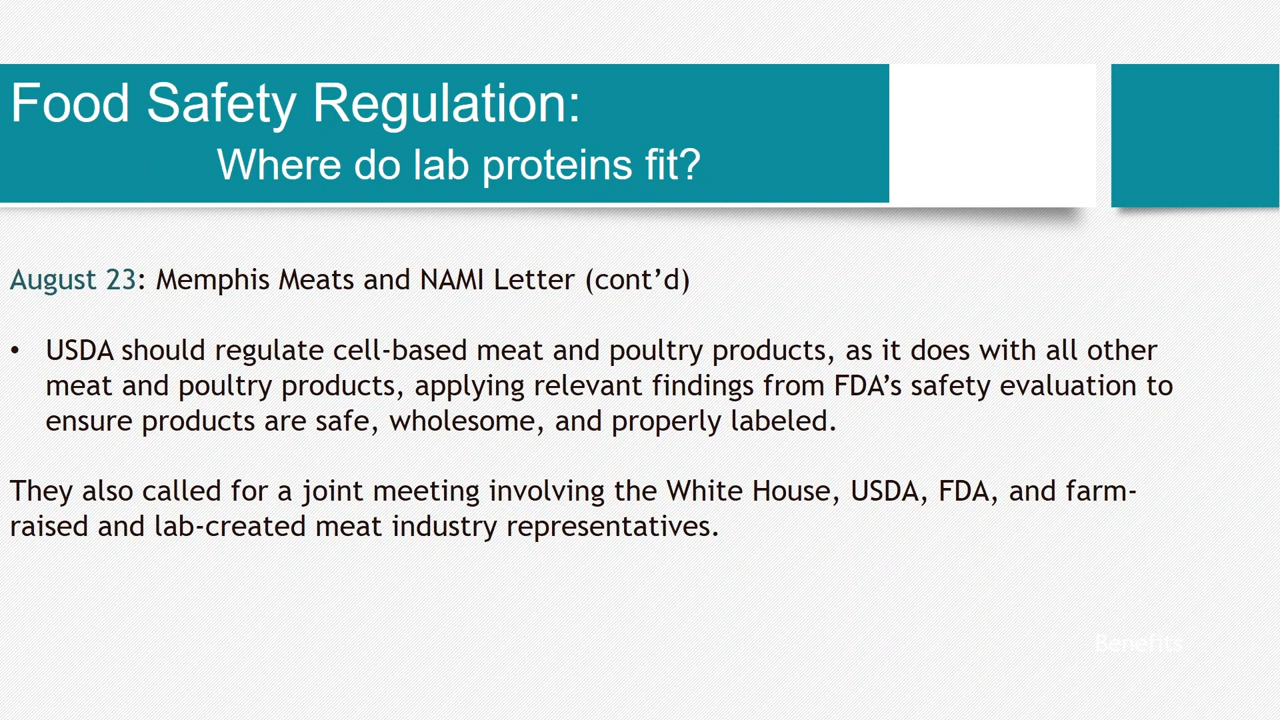 Food Safety Regulation:
Where do lab proteins fit?
August 23: Memphis Meats and NAMI Letter (cont’d)
• USDA should regulate cell-based meat and poultry products, as it does with all other
meat and poultry products, applying relevant findings from FDA’s safety evaluation to
ensure products are safe, wholesome, and properly labeled.
They also called for a joint meeting involving the White House, USDA, FDA, and farm-
raised and lab-created meat industry representatives.
Benefits